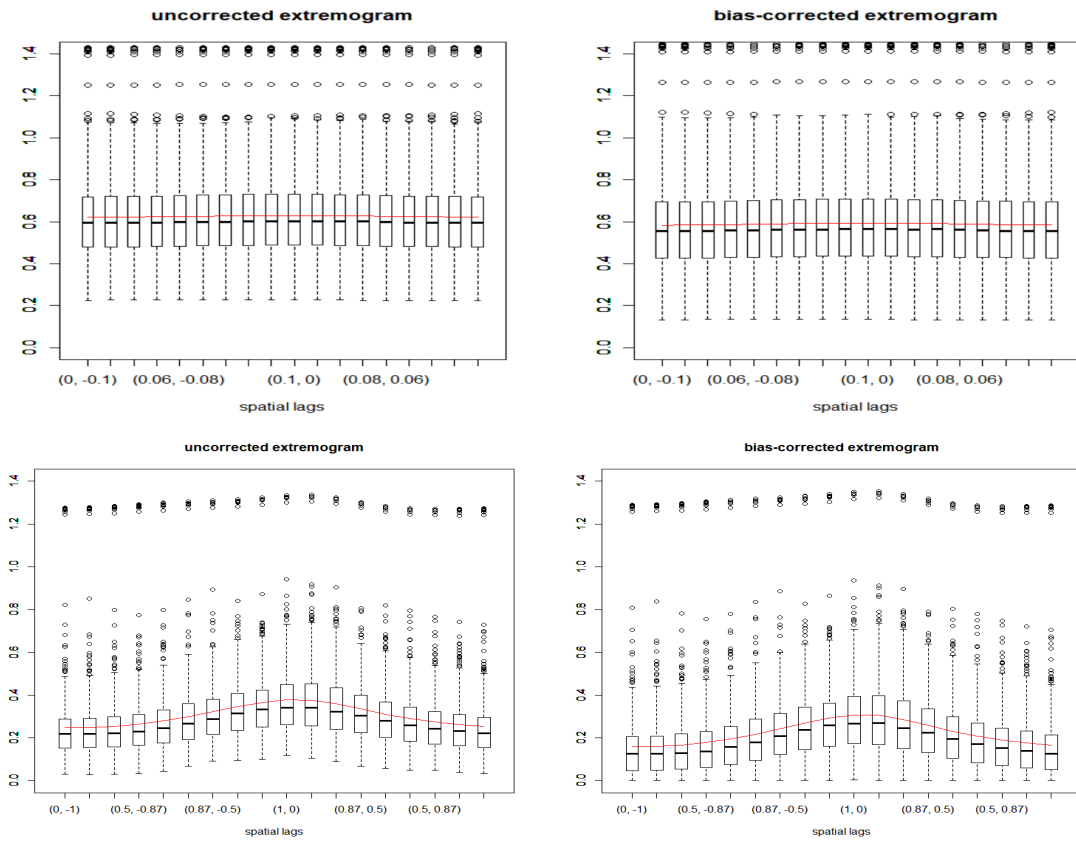 uncorrected extremogram
1.4
1.2
1.0
0.8
0.6
0.4
0.2
0.0
(0, -0.1) (0.06, -0.08) (0.1, 0) (0.08, 0.06)
spatial lags
bias-corrected extremogram
1.4
1.2
1.0
0.8
0.6
0.4
0.2
0.0
(0, -0.1) (0.06, -0.08) (0.1, 0) (0.08, 0.06)
spatial lags
uncorrected extremogram
1.4
1.2
1.0
0.8
0.6
0.4
0.2
0.0
(0, -1) (0.5, -0.87) (0.87, -0.5) (1, 0) (0.87, 0.5) (0.5, 0.87)
spatial lags
bias-corrected extremogram
1.4
1.2
1.0
0.8
0.6
0.4
0.2
0.0
(0, -1) (0.5, -0.87) (0.87, -0.5) (1, 0) (0.87, 0.5) (0.5, 0.87)
spatial lags